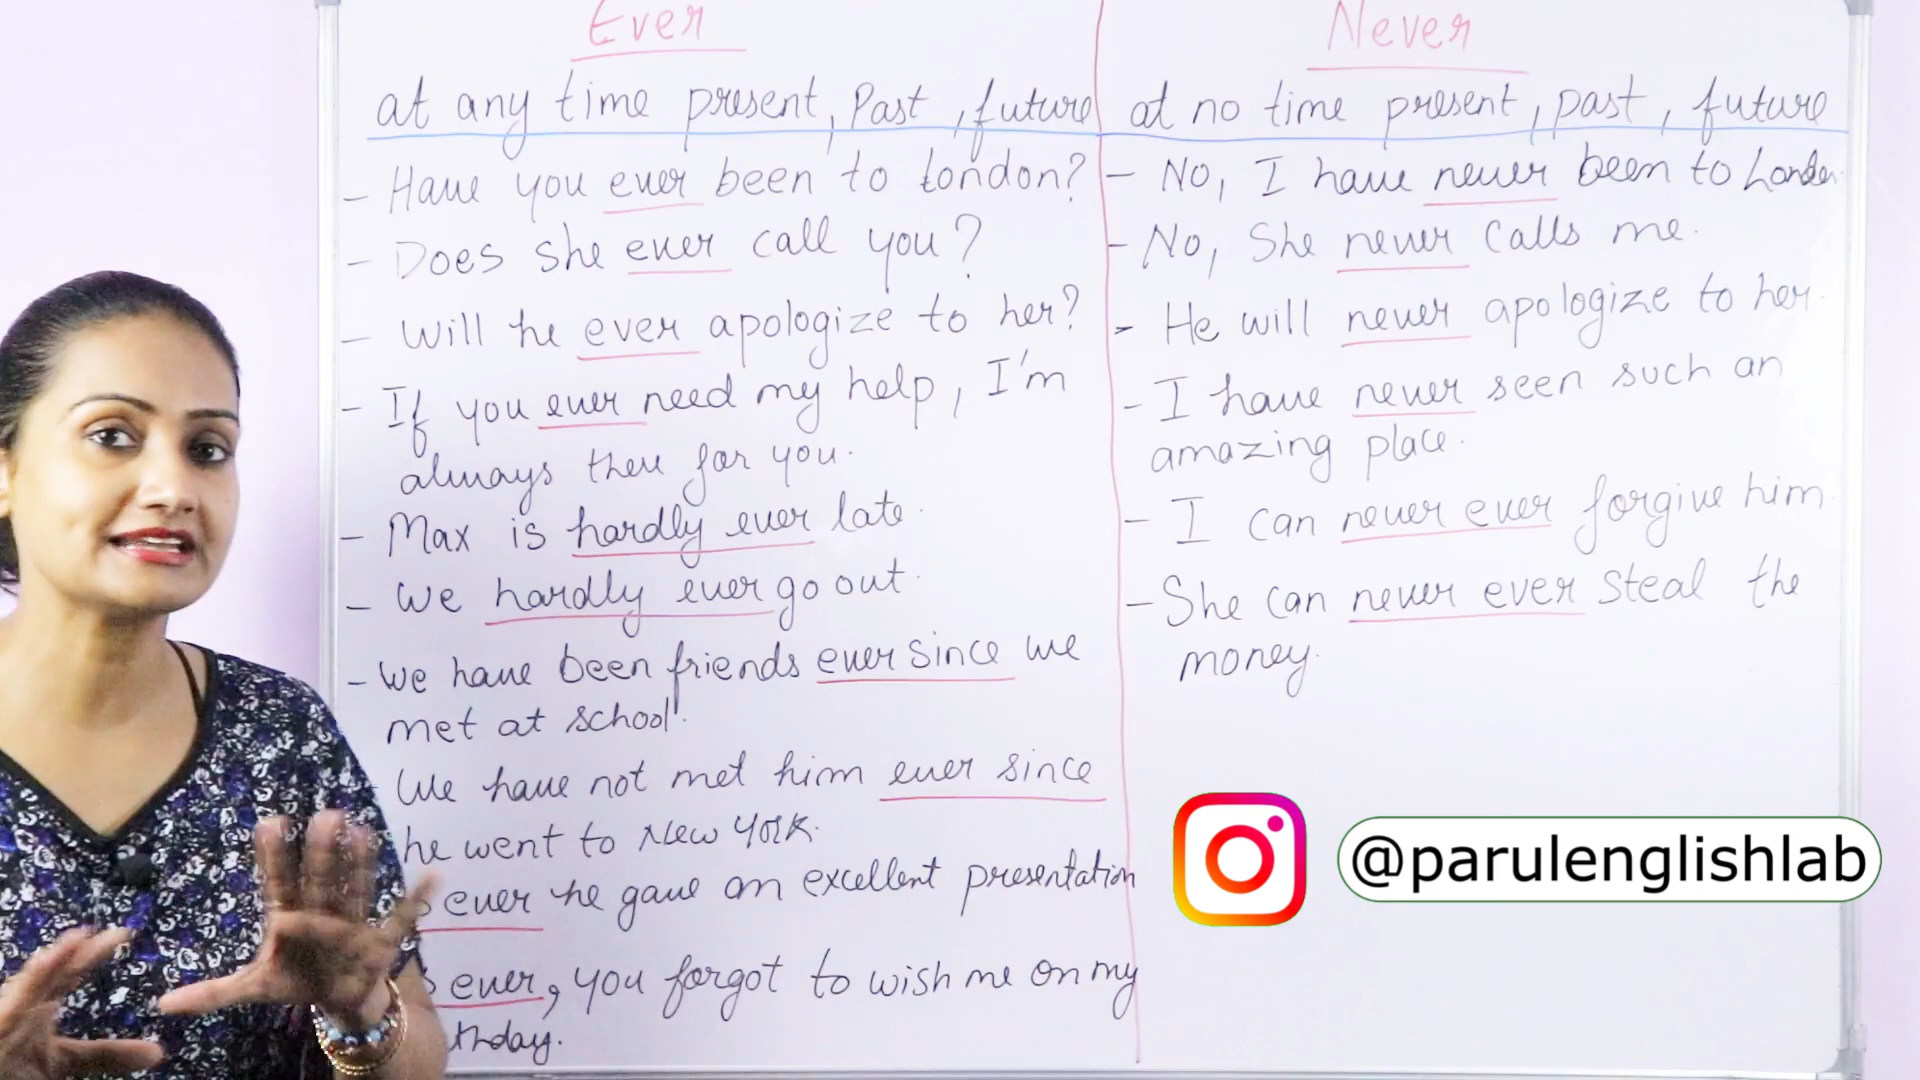 Ever
at any time present, Past, future
- Have you ever been to London?
- Does she ever call you?
- Will he ever apologize to her?
- If you ever need my help, I'm
always there for you.
- Max is hardly ever late.
- We hardly ever go out.
- We have been friends ever since we
met at school.
We have not met him ever since
he went to New York.
ever he gave an excellent presentation
ever, you forgot to wish me on my
thday.
Never
at no time present, past, future
- No, I have never been to London
- No, She never calls me.
- He will never apologize to her.
- I have never seen such an
amazing place.
- I can never ever forgive him
- She can never ever steal the
money.
@parulenglishlab